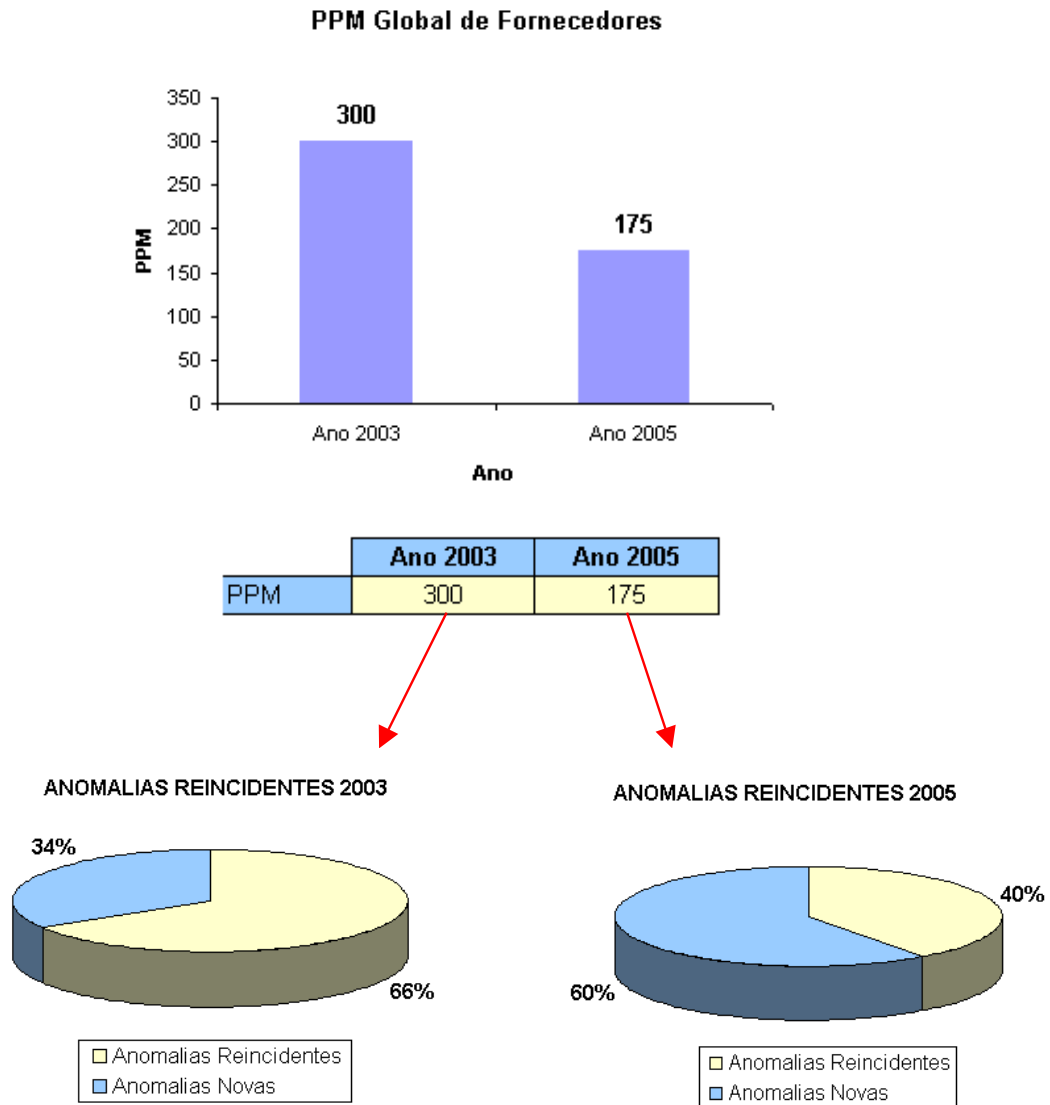 PPM Global de Fornecedores
350
300
250
200
150
100
50
0
300
175
PPM
Ano 2003
Ano 2005
Ano
Ano 2003 Ano 2005
PPM 300 175
ANOMALIAS REINCIDENTES 2003
34%
66%
Anomalias Reincidentes
Anomalias Novas
ANOMALIAS REINCIDENTES 2005
40%
60%
Anomalias Reincidentes
Anomalias Novas